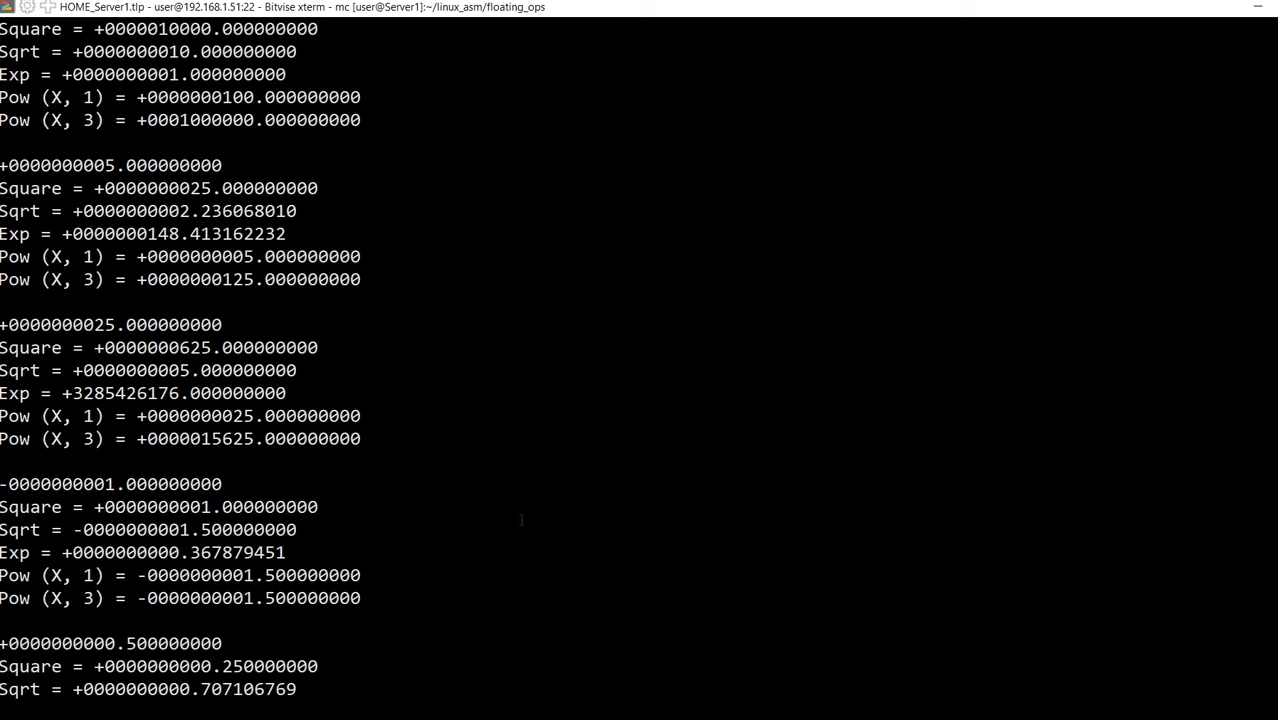 HOME_Server1.tlp - user@192.168.1.51:22 - Bitvise xterm - mc [user@Server1]:~/linux_asm/floating_ops
Square = +0000010000.000000000
Sqrt = +0000000010.000000000
Exp = +0000000001.000000000
Pow (X, 1) = +0000000100.000000000
Pow (X, 3) = +0001000000.000000000
+0000000005.000000000
Square = +0000000025.000000000
Sqrt = +0000000002.236068010
Exp = +0000000148.413162232
Pow (X, 1) = +0000000005.000000000
Pow (X, 3) = +0000000125.000000000
+0000000025.000000000
Square = +0000000625.000000000
Sqrt = +0000000005.000000000
Exp = +3285426176.000000000
Pow (X, 1) = +0000000025.000000000
Pow (X, 3) = +0000015625.000000000
-0000000001.000000000
Square = +0000000001.000000000
Sqrt = -0000000001.500000000
Exp = +0000000000.367879451
Pow (X, 1) = -0000000001.500000000
Pow (X, 3) = -0000000001.500000000
+0000000000.500000000
Square = +0000000000.250000000
Sqrt = +0000000000.707106769